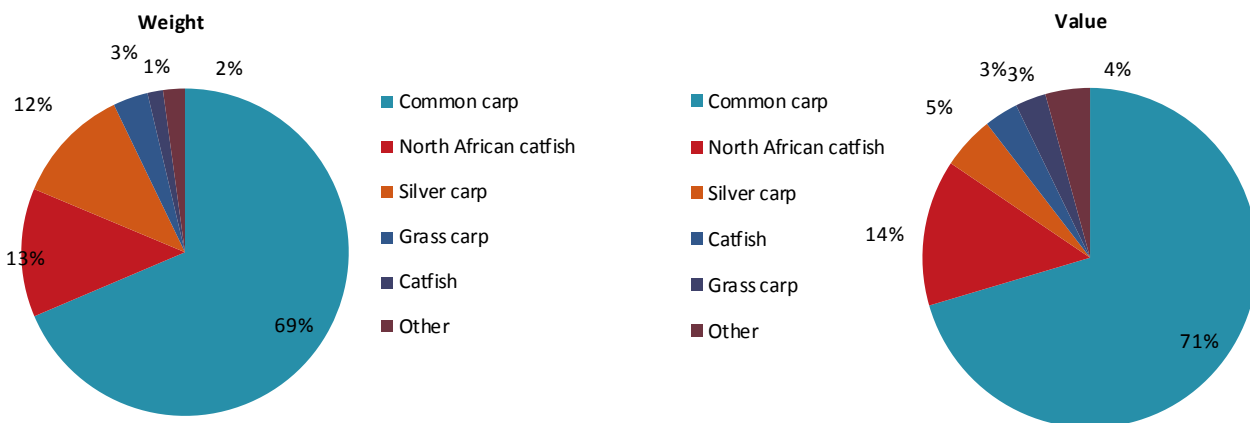 Weight
3%
1%
2%
12%
13%
69%
Common carp
North African catfish
Silver carp
Grass carp
Catfish
Other
Value
3%
3%
4%
5%
14%
71%
Common carp
North African catfish
Silver carp
Catfish
Grass carp
Other